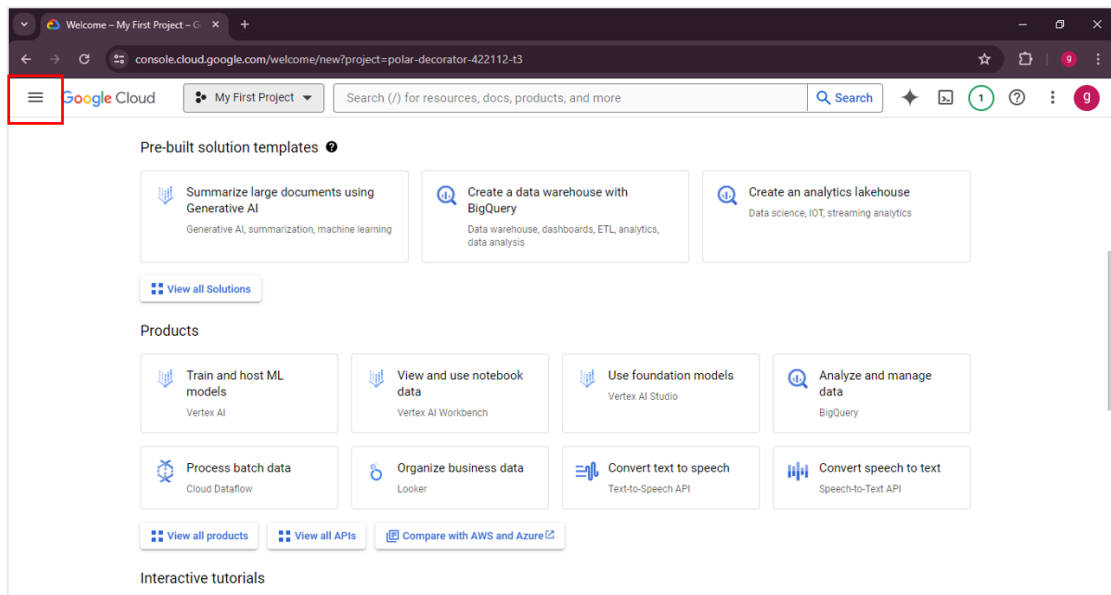 Welcome – My First Project – G
console.cloud.google.com/welcome/new?project=polar-decorator-422112-t3
g
Google Cloud
My First Project
Search (/) for resources, docs, products, and more
Search
1
g
Pre-built solution templates
Summarize large documents using
Generative AI
Generative AI, summarization, machine learning
Create a data warehouse with
BigQuery
Data warehouse, dashboards, ETL, analytics,
data analysis
Create an analytics lakehouse
Data science, IOT, streaming analytics
View all Solutions
Products
Train and host ML
models
Vertex AI
View and use notebook
data
Vertex AI Workbench
Use foundation models
Vertex AI Studio
Analyze and manage
data
BigQuery
Process batch data
Cloud Dataflow
Organize business data
Looker
Convert text to speech
Text-to-Speech API
Convert speech to text
Speech-to-Text API
View all products
View all APIs
Compare with AWS and Azure
Interactive tutorials